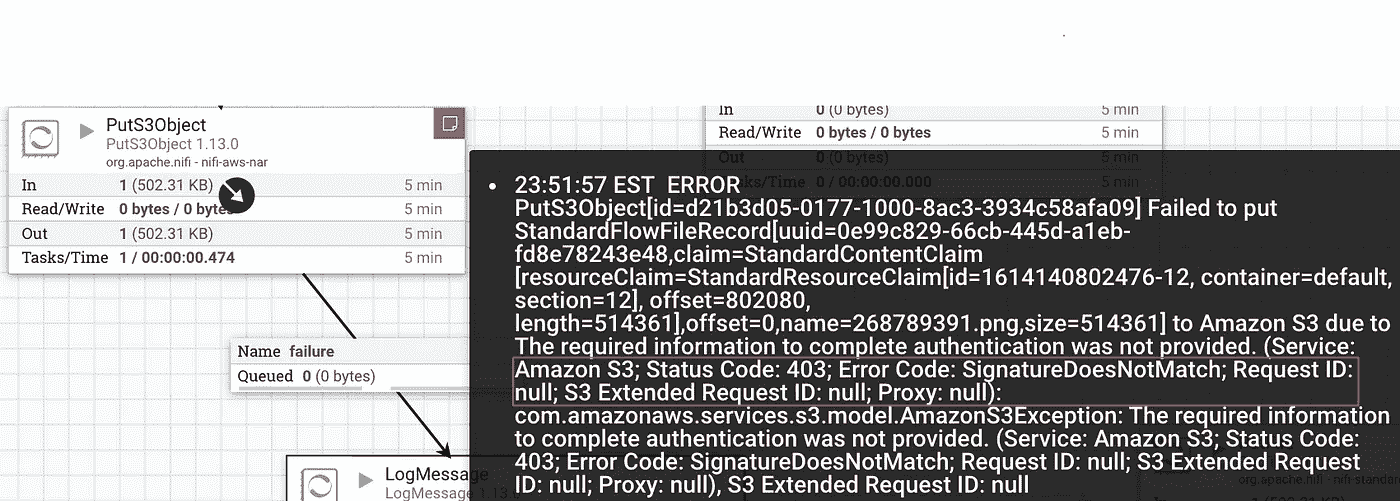 PutS3Object
PutS3Object 1.13.0
org.apache.nifi - nifi-aws-nar
In 1 (502.31 KB) 5 min
Read/Write 0 bytes / 0 bytes 5 min
Out 1 (502.31 KB) 5 min
Tasks/Time 1 / 00:00:00.474 5 min
Name failure
Queued 0 (0 bytes)
LogMessage
LogMessage 1.13.0
In 0 (0 bytes) 5 min
Read/Write 0 bytes / 0 bytes 5 min
Out 0 (0 bytes) 5 min
Tasks/Time 0 / 00:00:00.000 5 min
• 23:51:57 EST ERROR
PutS3Object[id=d21b3d05-0177-1000-8ac3-3934c58afa09] Failed to put
StandardFlowFileRecord[uuid=0e99c829-66cb-445d-a1eb-
fd8e78243e48,claim=StandardContentClaim
[resourceClaim=StandardResourceClaim[id=1614140802476-12, container=default,
section=12], offset=802080,
length=514361],offset=0,name=268789391.png,size=514361] to Amazon S3 due to
The required information to complete authentication was not provided. (Service:
Amazon S3; Status Code: 403; Error Code: SignatureDoesNotMatch; Request ID:
null; S3 Extended Request ID: null; Proxy: null):
com.amazonaws.services.s3.model.AmazonS3Exception: The required information
to complete authentication was not provided. (Service: Amazon S3; Status Code:
403; Error Code: SignatureDoesNotMatch; Request ID: null; S3 Extended Request
ID: null; Proxy: null), S3 Extended Request ID: null